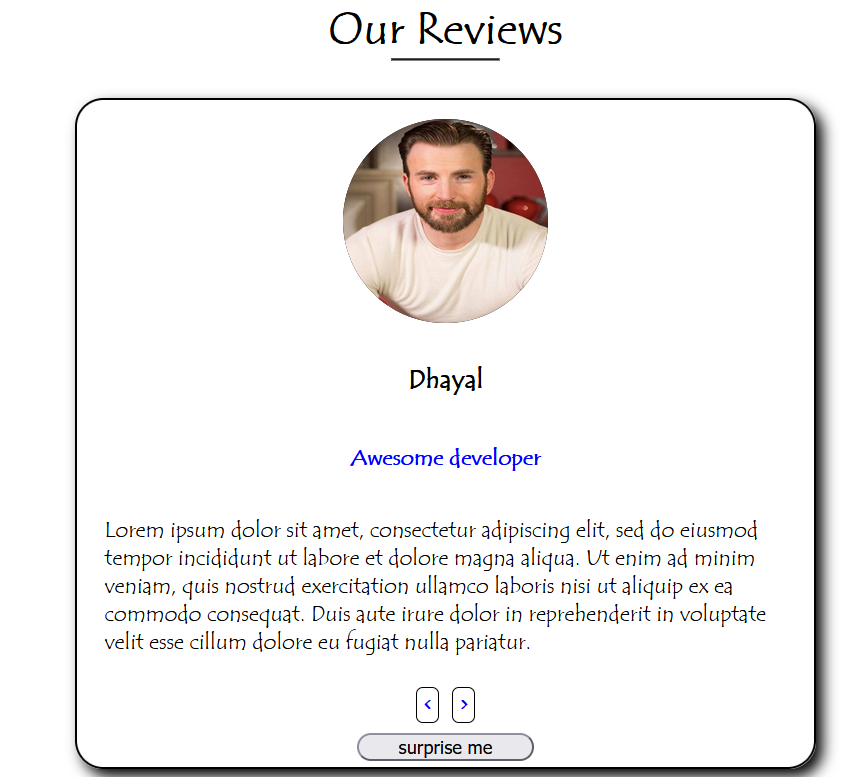 Our Reviews
Dhayal
Awesome developer
Lorem ipsum dolor sit amet, consectetur adipiscing elit, sed do eiusmod
tempor incididunt ut labore et dolore magna aliqua. Ut enim ad minim
veniam, quis nostrud exercitation ullamco laboris nisi ut aliquip ex ea
commodo consequat. Duis aute irure dolor in reprehenderit in voluptate
velit esse cillum dolore eu fugiat nulla pariatur.
< >
surprise me